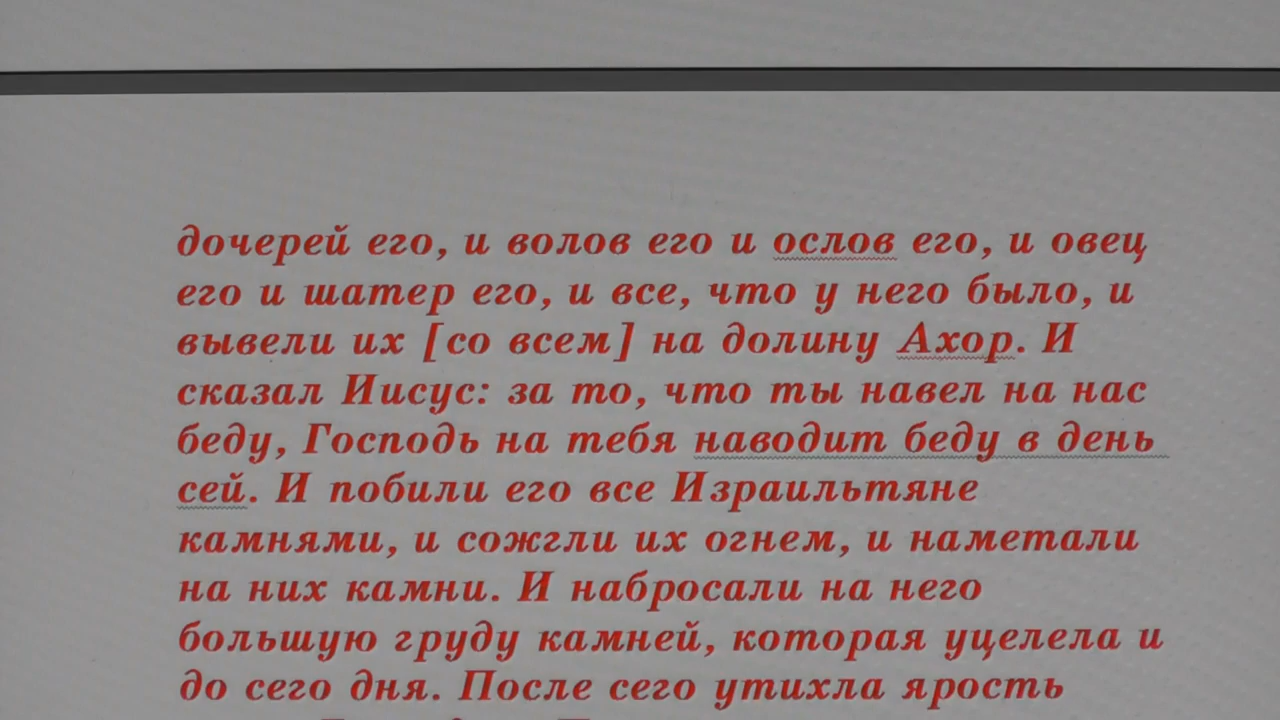 дочерей его, и волов его и ослов его, и овец
его и шатер его, и все, что у него было, и
вывели их [со всем] на долину Ахор. И
сказал Иисус: за то, что ты навел на нас
беду, Господь на тебя наводит беду в день
сей. И побили его все Израильтяне
камнями, и сожгли их огнем, и наметали
на них камни. И набросали на него
большую груду камней, которая уцелела и
до сего дня. После сего утихла ярость